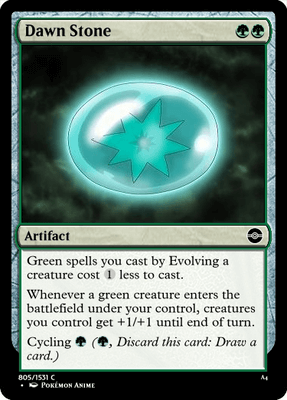 Dawn Stone
Artifact
Green spells you cast by Evolving a
creature cost 1 less to cast.
Whenever a green creature enters the
battlefield under your control, creatures
you control get +1/+1 until end of turn.
Cycling (, Discard this card: Draw a
card.)
805/1531 C
Pokémon Anime